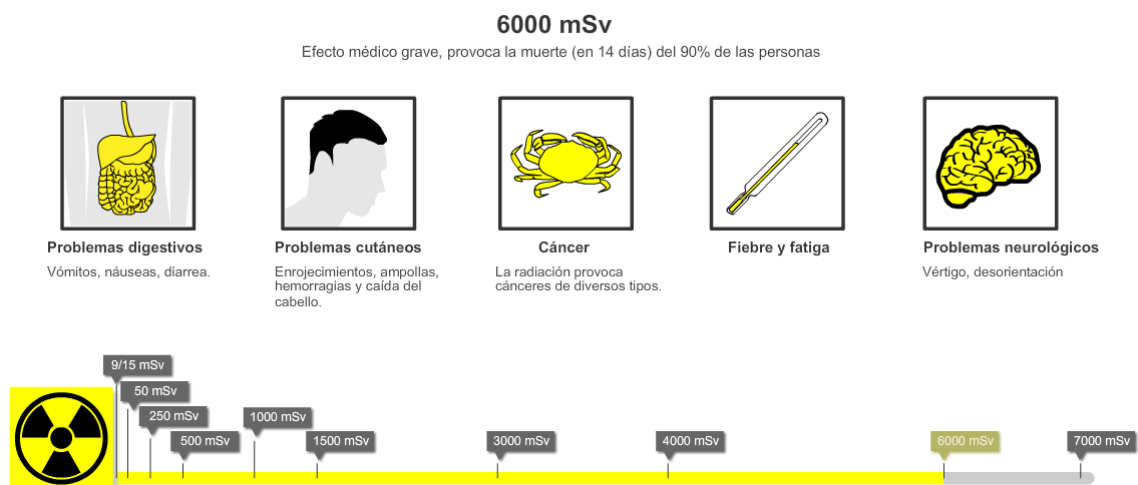 6000 mSv
Efecto médico grave, provoca la muerte (en 14 días) del 90% de las personas
Problemas digestivos
Vómitos, náuseas, diarrea.
Problemas cutáneos
Enrojecimientos, ampollas,
hemorragias y caída del
cabello.
Cáncer
La radiación provoca
cánceres de diversos tipos.
Fiebre y fatiga
Problemas neurológicos
Vértigo, desorientación
9/15 mSv
50 mSv
250 mSv
500 mSv
1000 mSv
1500 mSv
3000 mSv
4000 mSv
6000 mSv
7000 mSv